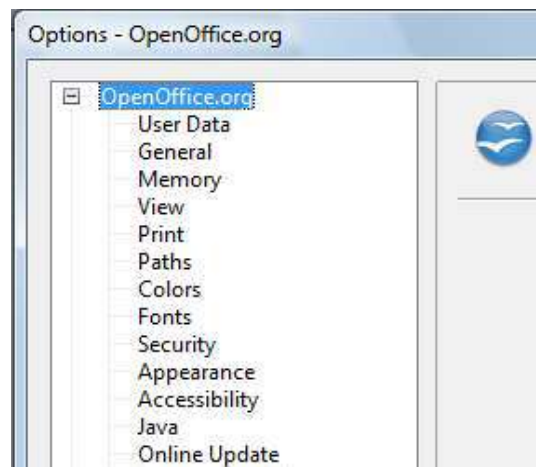 Options - OpenOffice.org
OpenOffice.org
User Data
General
Memory
View
Print
Paths
Colors
Fonts
Security
Appearance
Accessibility
Java
Online Update